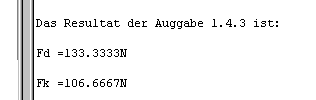 Das Resultat der Auggabe 1.4.3 ist:
Fd =133.3333N
Fk =106.6667N